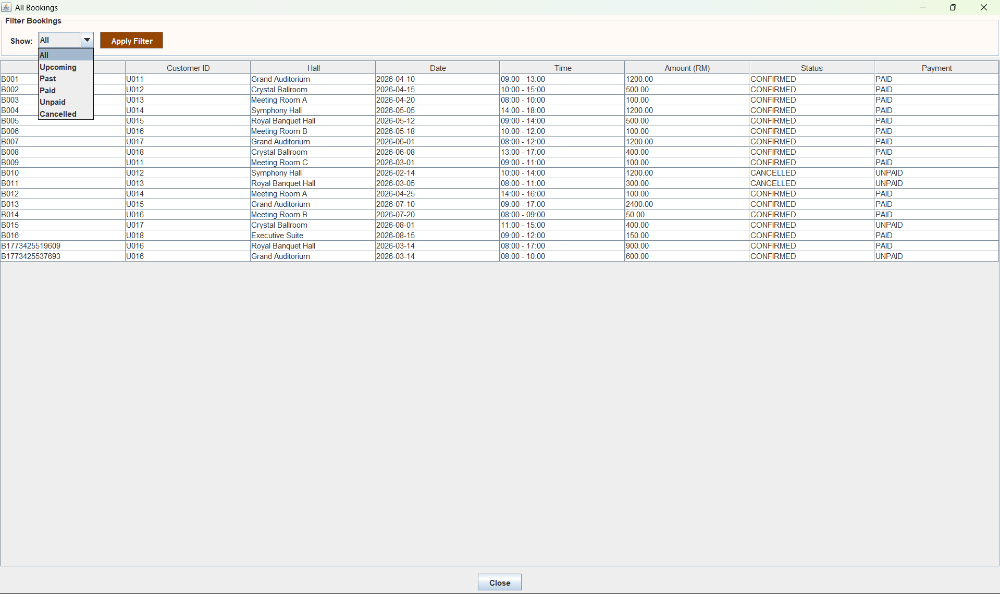 All Bookings
Filter Bookings
Show: All Apply Filter
All
Upcoming
Past
Paid
Unpaid
Cancelled
Customer ID Hall Date Time Amount (RM) Status Payment
B001 U011 Grand Auditorium 2026-04-10 09:00 - 13:00 1200.00 CONFIRMED PAID
B002 U012 Crystal Ballroom 2026-04-15 10:00 - 15:00 500.00 CONFIRMED PAID
B003 U013 Meeting Room A 2026-04-20 08:00 - 10:00 100.00 CONFIRMED PAID
B004 U014 Symphony Hall 2026-05-05 14:00 - 18:00 1200.00 CONFIRMED PAID
B005 U015 Royal Banquet Hall 2026-05-12 09:00 - 14:00 500.00 CONFIRMED PAID
B006 U016 Meeting Room B 2026-05-18 10:00 - 12:00 100.00 CONFIRMED PAID
B007 U017 Grand Auditorium 2026-06-01 08:00 - 12:00 1200.00 CONFIRMED PAID
B008 U018 Crystal Ballroom 2026-06-08 13:00 - 17:00 400.00 CONFIRMED PAID
B009 U011 Meeting Room C 2026-03-01 09:00 - 11:00 100.00 CONFIRMED PAID
B010 U012 Symphony Hall 2026-02-14 10:00 - 14:00 1200.00 CANCELLED UNPAID
B011 U013 Royal Banquet Hall 2026-03-05 08:00 - 11:00 300.00 CANCELLED UNPAID
B012 U014 Meeting Room A 2026-04-25 14:00 - 16:00 100.00 CONFIRMED PAID
B013 U015 Grand Auditorium 2026-07-10 09:00 - 17:00 2400.00 CONFIRMED PAID
B014 U016 Meeting Room B 2026-07-20 08:00 - 09:00 50.00 CONFIRMED PAID
B015 U017 Crystal Ballroom 2026-08-01 11:00 - 15:00 400.00 CONFIRMED UNPAID
B016 U018 Executive Suite 2026-08-15 09:00 - 12:00 150.00 CONFIRMED PAID
B1773425519609 U016 Royal Banquet Hall 2026-03-14 08:00 - 17:00 900.00 CONFIRMED PAID
B1773425537693 U016 Grand Auditorium 2026-03-14 08:00 - 10:00 600.00 CONFIRMED UNPAID
Close